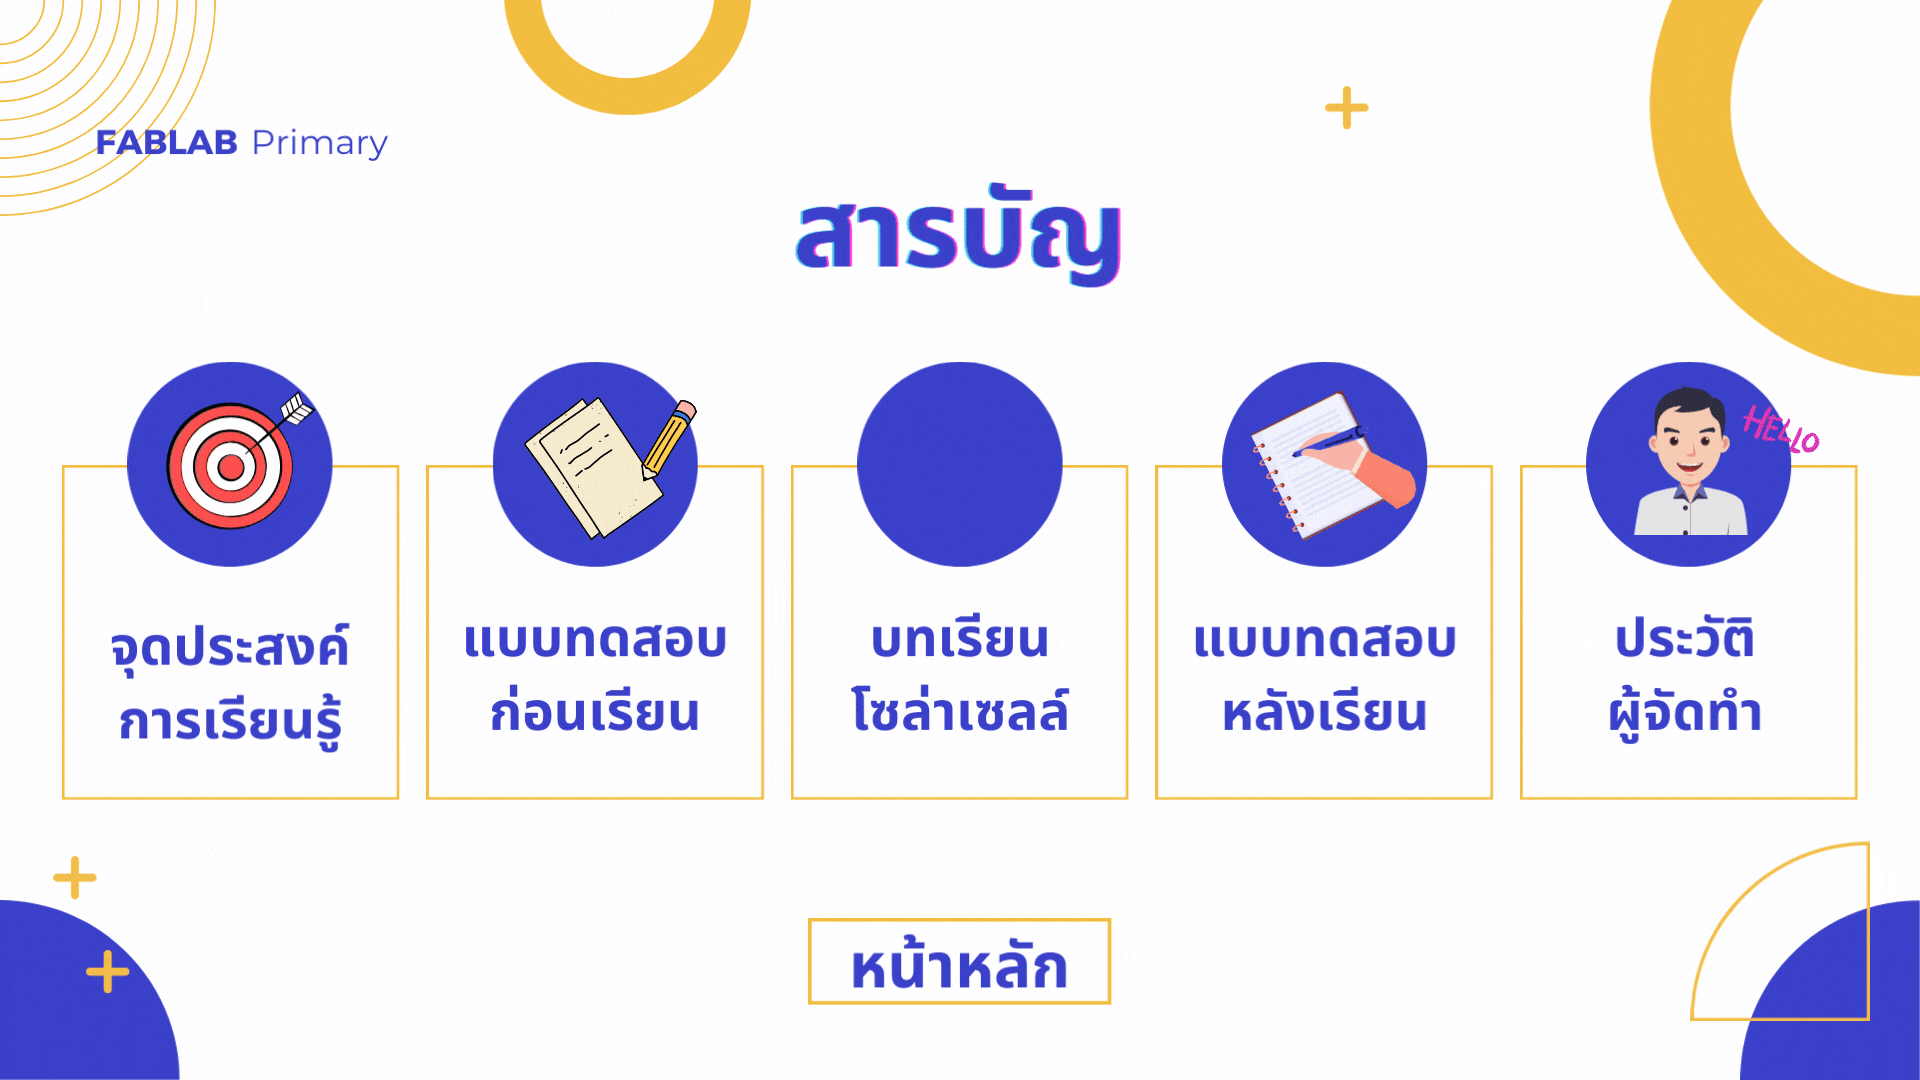 FABLAB Primary
สารบัญ
HELLO
จุดประสงค์
การเรียนรู้
แบบทดสอบ
ก่อนเรียน
บทเรียน
โซล่าเซลล์
แบบทดสอบ
หลังเรียน
ประวัติ
ผู้จัดทำ
หน้าหลัก